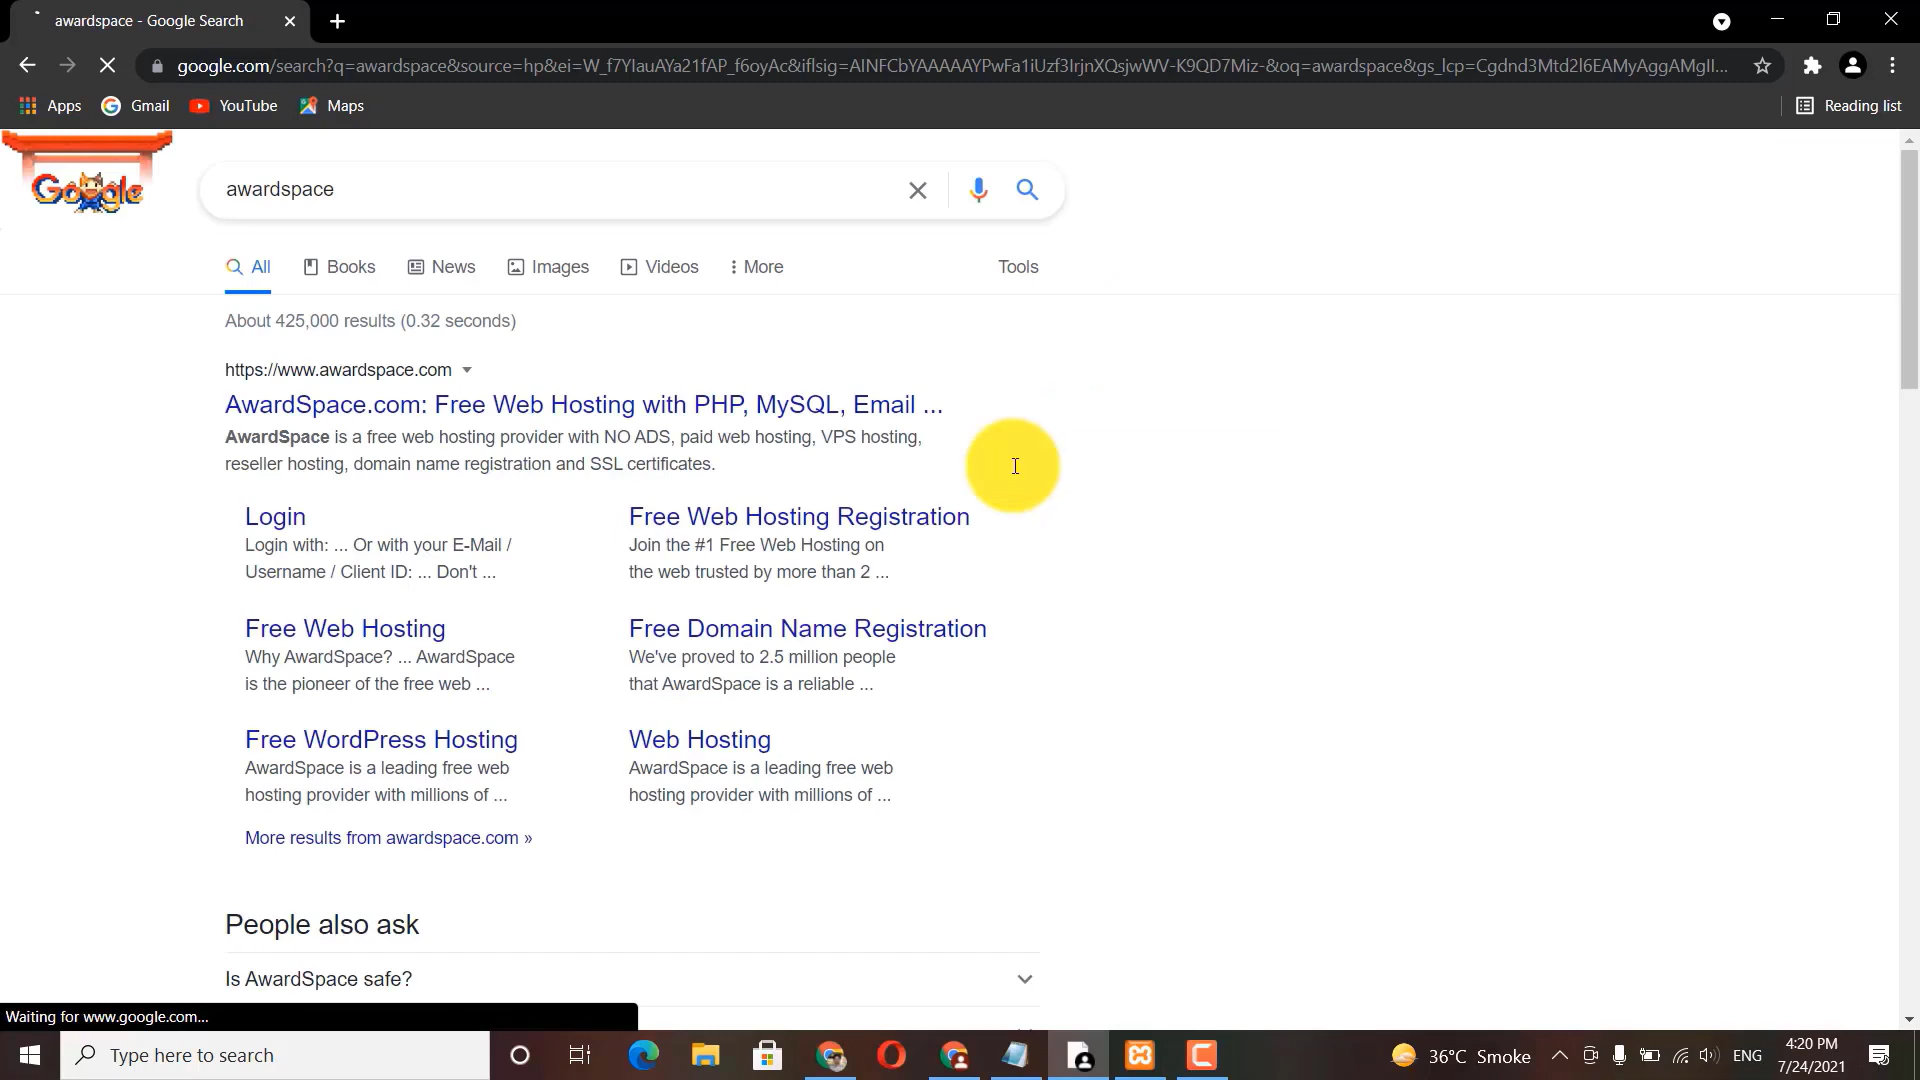 awardspace - Google Search
google.com/search?q=awardspace&source=hp&ei=W_f7YIauAYa21fAP_f6oyAc&iflsig=AINFCbYAAAAAYPwFa1iUzf3IrjnXQsjwWV-K9QD7Miz-&oq=awardspace&gs_lcp=Cgdnd3Mtd2l6EAMyAggAMgII...
Apps Gmail YouTube Maps Reading list
Google
awardspace
All Books News Images Videos More Tools
About 425,000 results (0.32 seconds)
https://www.awardspace.com
AwardSpace.com: Free Web Hosting with PHP, MySQL, Email ...
AwardSpace is a free web hosting provider with NO ADS, paid web hosting, VPS hosting,
reseller hosting, domain name registration and SSL certificates.
Login
Login with: ... Or with your E-Mail /
Username / Client ID: ... Don't ...
Free Web Hosting Registration
Join the #1 Free Web Hosting on
the web trusted by more than 2 ...
Free Web Hosting
Why AwardSpace? ... AwardSpace
is the pioneer of the free web ...
Free Domain Name Registration
We've proved to 2.5 million people
that AwardSpace is a reliable ...
Free WordPress Hosting
AwardSpace is a leading free web
hosting provider with millions of ...
Web Hosting
AwardSpace is a leading free web
hosting provider with millions of ...
More results from awardspace.com »
People also ask
Is AwardSpace safe?
Waiting for www.google.com...
Type here to search
36°C Smoke
ENG
4:20 PM
7/24/2021